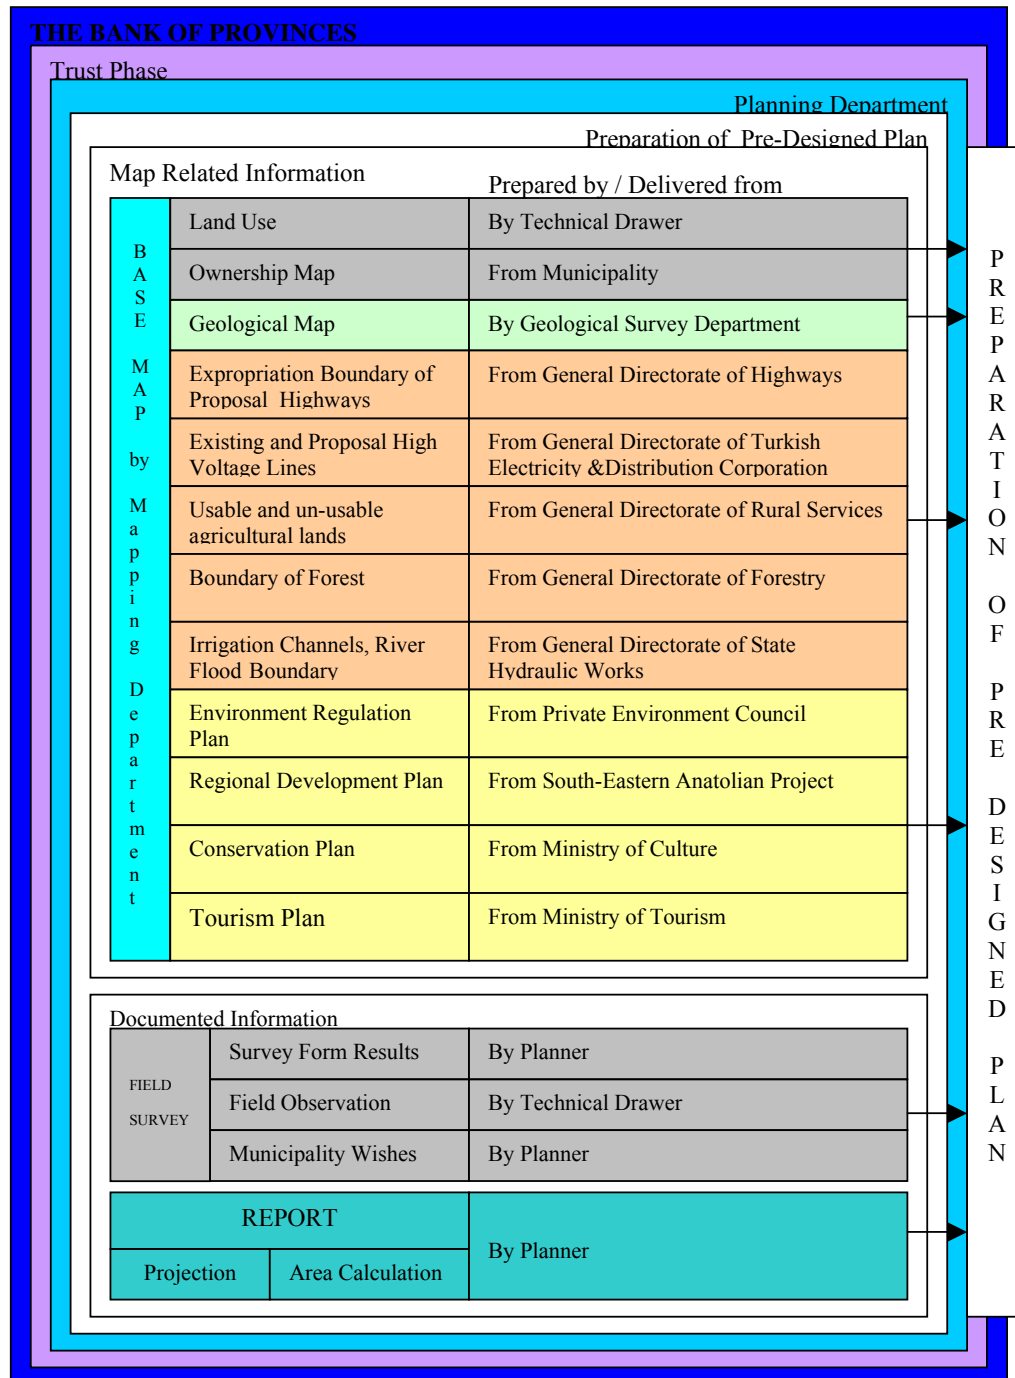 THE BANK OF PROVINCES
Trust Phase
Planning Department
Preparation of Pre-Designed Plan
Map Related Information
Prepared by / Delivered from
BASE MAP by Mapping Department
Land Use
By Technical Drawer
Ownership Map
From Municipality
Geological Map
By Geological Survey Department
Expropriation Boundary of
Proposal Highways
From General Directorate of Highways
Existing and Proposal High
Voltage Lines
From General Directorate of Turkish
Electricity &Distribution Corporation
Usable and un-usable
agricultural lands
From General Directorate of Rural Services
Boundary of Forest
From General Directorate of Forestry
Irrigation Channels, River
Flood Boundary
From General Directorate of State
Hydraulic Works
Environment Regulation
Plan
From Private Environment Council
Regional Development Plan
From South-Eastern Anatolian Project
Conservation Plan
From Ministry of Culture
Tourism Plan
From Ministry of Tourism
Documented Information
FIELD
SURVEY
Survey Form Results
By Planner
Field Observation
By Technical Drawer
Municipality Wishes
By Planner
REPORT
Projection
Area Calculation
By Planner
PREPARATION OF PRE DESIGNED PLAN